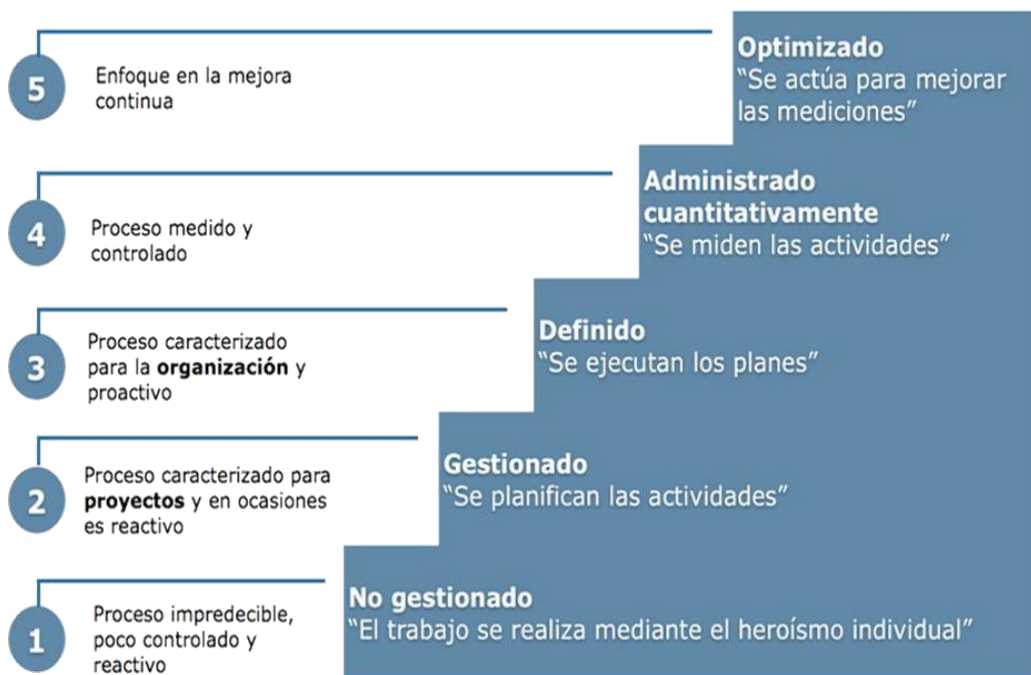 5
Enfoque en la mejora
continua
Optimizado
“Se actúa para mejorar
las mediciones”
4
Proceso medido y
controlado
Administrado
cuantitativamente
“Se miden las actividades”
3
Proceso caracterizado
para la organización y
proactivo
Definido
“Se ejecutan los planes”
2
Proceso caracterizado para
proyectos y en ocasiones
es reactivo
Gestionado
“Se planifican las actividades”
1
Proceso impredecible,
poco controlado y
reactivo
No gestionado
“El trabajo se realiza mediante el heroísmo individual”